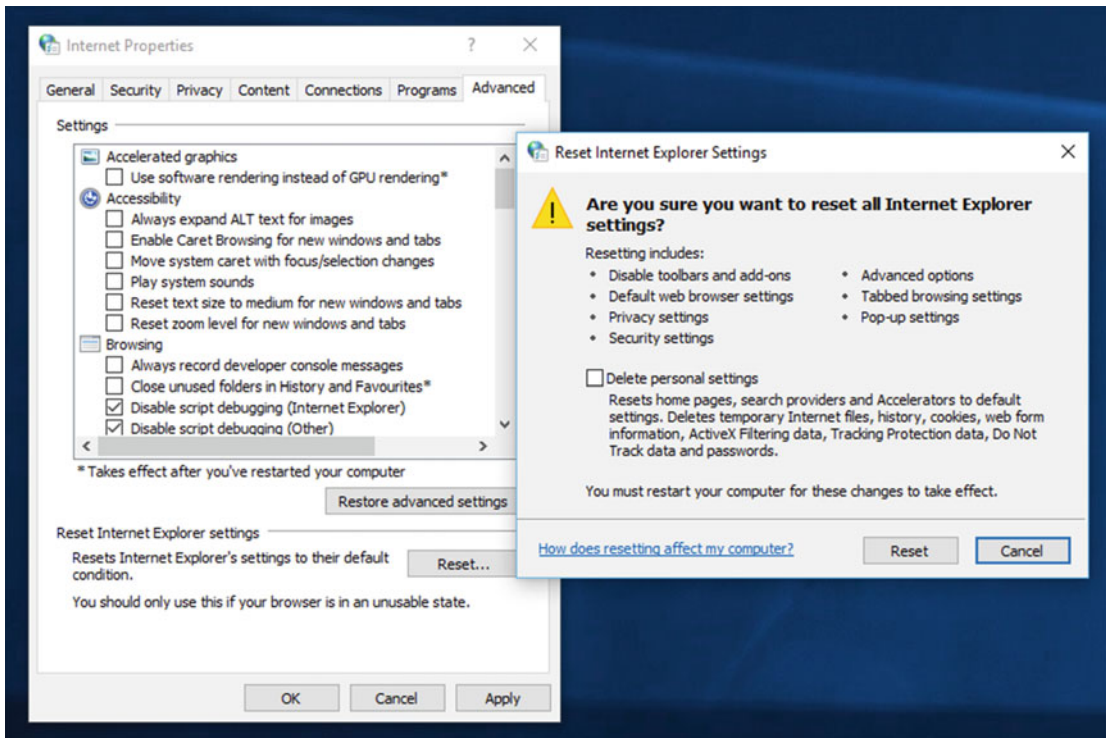 Internet Properties
General Security Privacy Content Connections Programs Advanced
Settings
Accelerated graphics
Use software rendering instead of GPU rendering*
Accessibility
Always expand ALT text for images
Enable Caret Browsing for new windows and tabs
Move system caret with focus/selection changes
Play system sounds
Reset text size to medium for new windows and tabs
Reset zoom level for new windows and tabs
Browsing
Always record developer console messages
Close unused folders in History and Favourites*
Disable script debugging (Internet Explorer)
Disable script debugging (Other)
*Takes effect after you've restarted your computer
Restore advanced settings
Reset Internet Explorer settings
Resets Internet Explorer's settings to their default
condition.
Reset...
You should only use this if your browser is in an unusable state.
OK Cancel Apply
Reset Internet Explorer Settings
Are you sure you want to reset all Internet Explorer
settings?
Resetting includes:
• Disable toolbars and add-ons
• Default web browser settings
• Privacy settings
• Security settings
• Advanced options
• Tabbed browsing settings
• Pop-up settings
Delete personal settings
Resets home pages, search providers and Accelerators to default
settings. Deletes temporary Internet files, history, cookies, web form
information, ActiveX Filtering data, Tracking Protection data, Do Not
Track data and passwords.
You must restart your computer for these changes to take effect.
How does resetting affect my computer?
Reset Cancel